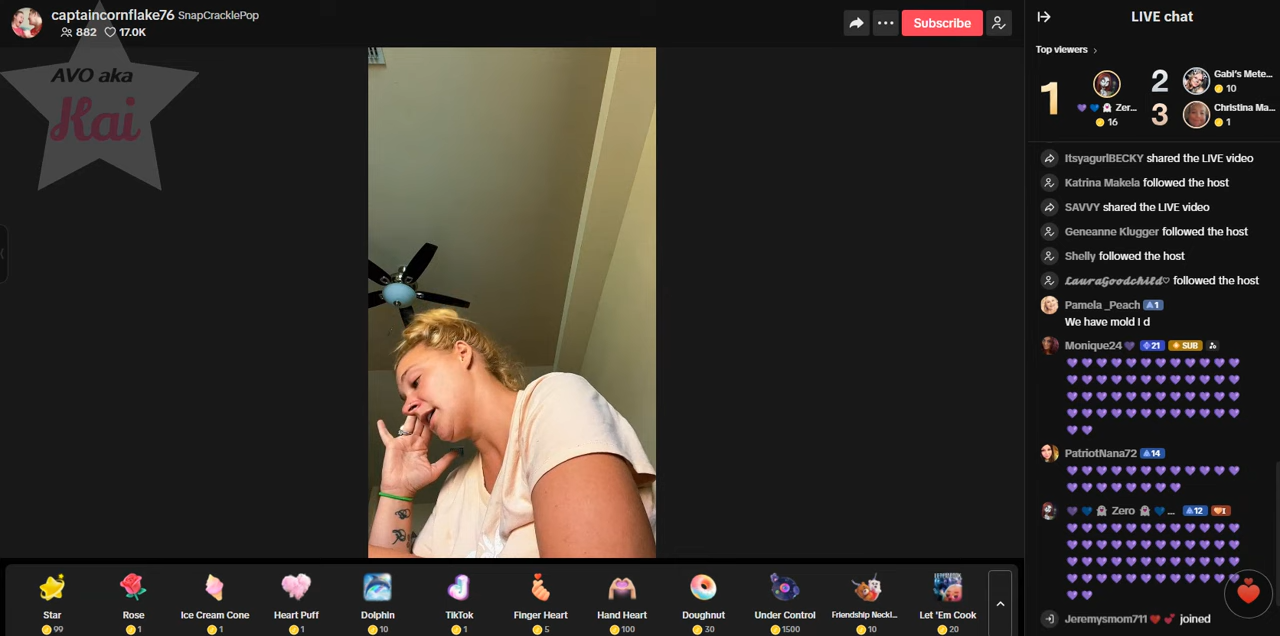 captaincornflake76 SnapCracklePop
882 17.0K
Subscribe
AVO aka
Kai
LIVE chat
Top viewers >
1
Zer...
16
2
Gabi's Mete...
10
3
Christina Ma...
1
ItsyagurlBECKY shared the LIVE video
Katrina Makela followed the host
SAVVY shared the LIVE video
Geneanne Klugger followed the host
Shelly followed the host
LauraGoodchild♡ followed the host
Pamela _Peach 1
We have mold I d
Monique24 💜 21 SUB
💜💜💜💜💜💜💜💜💜💜💜💜
💜💜💜💜💜💜💜💜💜💜💜💜
💜💜💜💜💜💜💜💜💜💜💜💜
💜💜💜💜💜💜💜💜💜💜💜💜
💜💜
PatriotNana72 14
💜💜💜💜💜💜💜💜💜💜💜💜
💜💜💜💜💜💜💜💜
💜💙👻 Zero 👻💙... 12 I
💜💜💜💜💜💜💜💜💜💜💜💜
💜💜💜💜💜💜💜💜💜💜💜💜
💜💜💜💜💜💜💜💜💜💜💜💜
💜💜💜💜💜💜💜💜💜💜💜💜
💜💜
Jeremysmom711❤️💕 joined
Star Rose Ice Cream Cone Heart Puff Dolphin TikTok Finger Heart Hand Heart Doughnut Under Control Friendship Neckl... Let 'Em Cook
99 1 1 1 10 1 5 100 30 1500 10 20